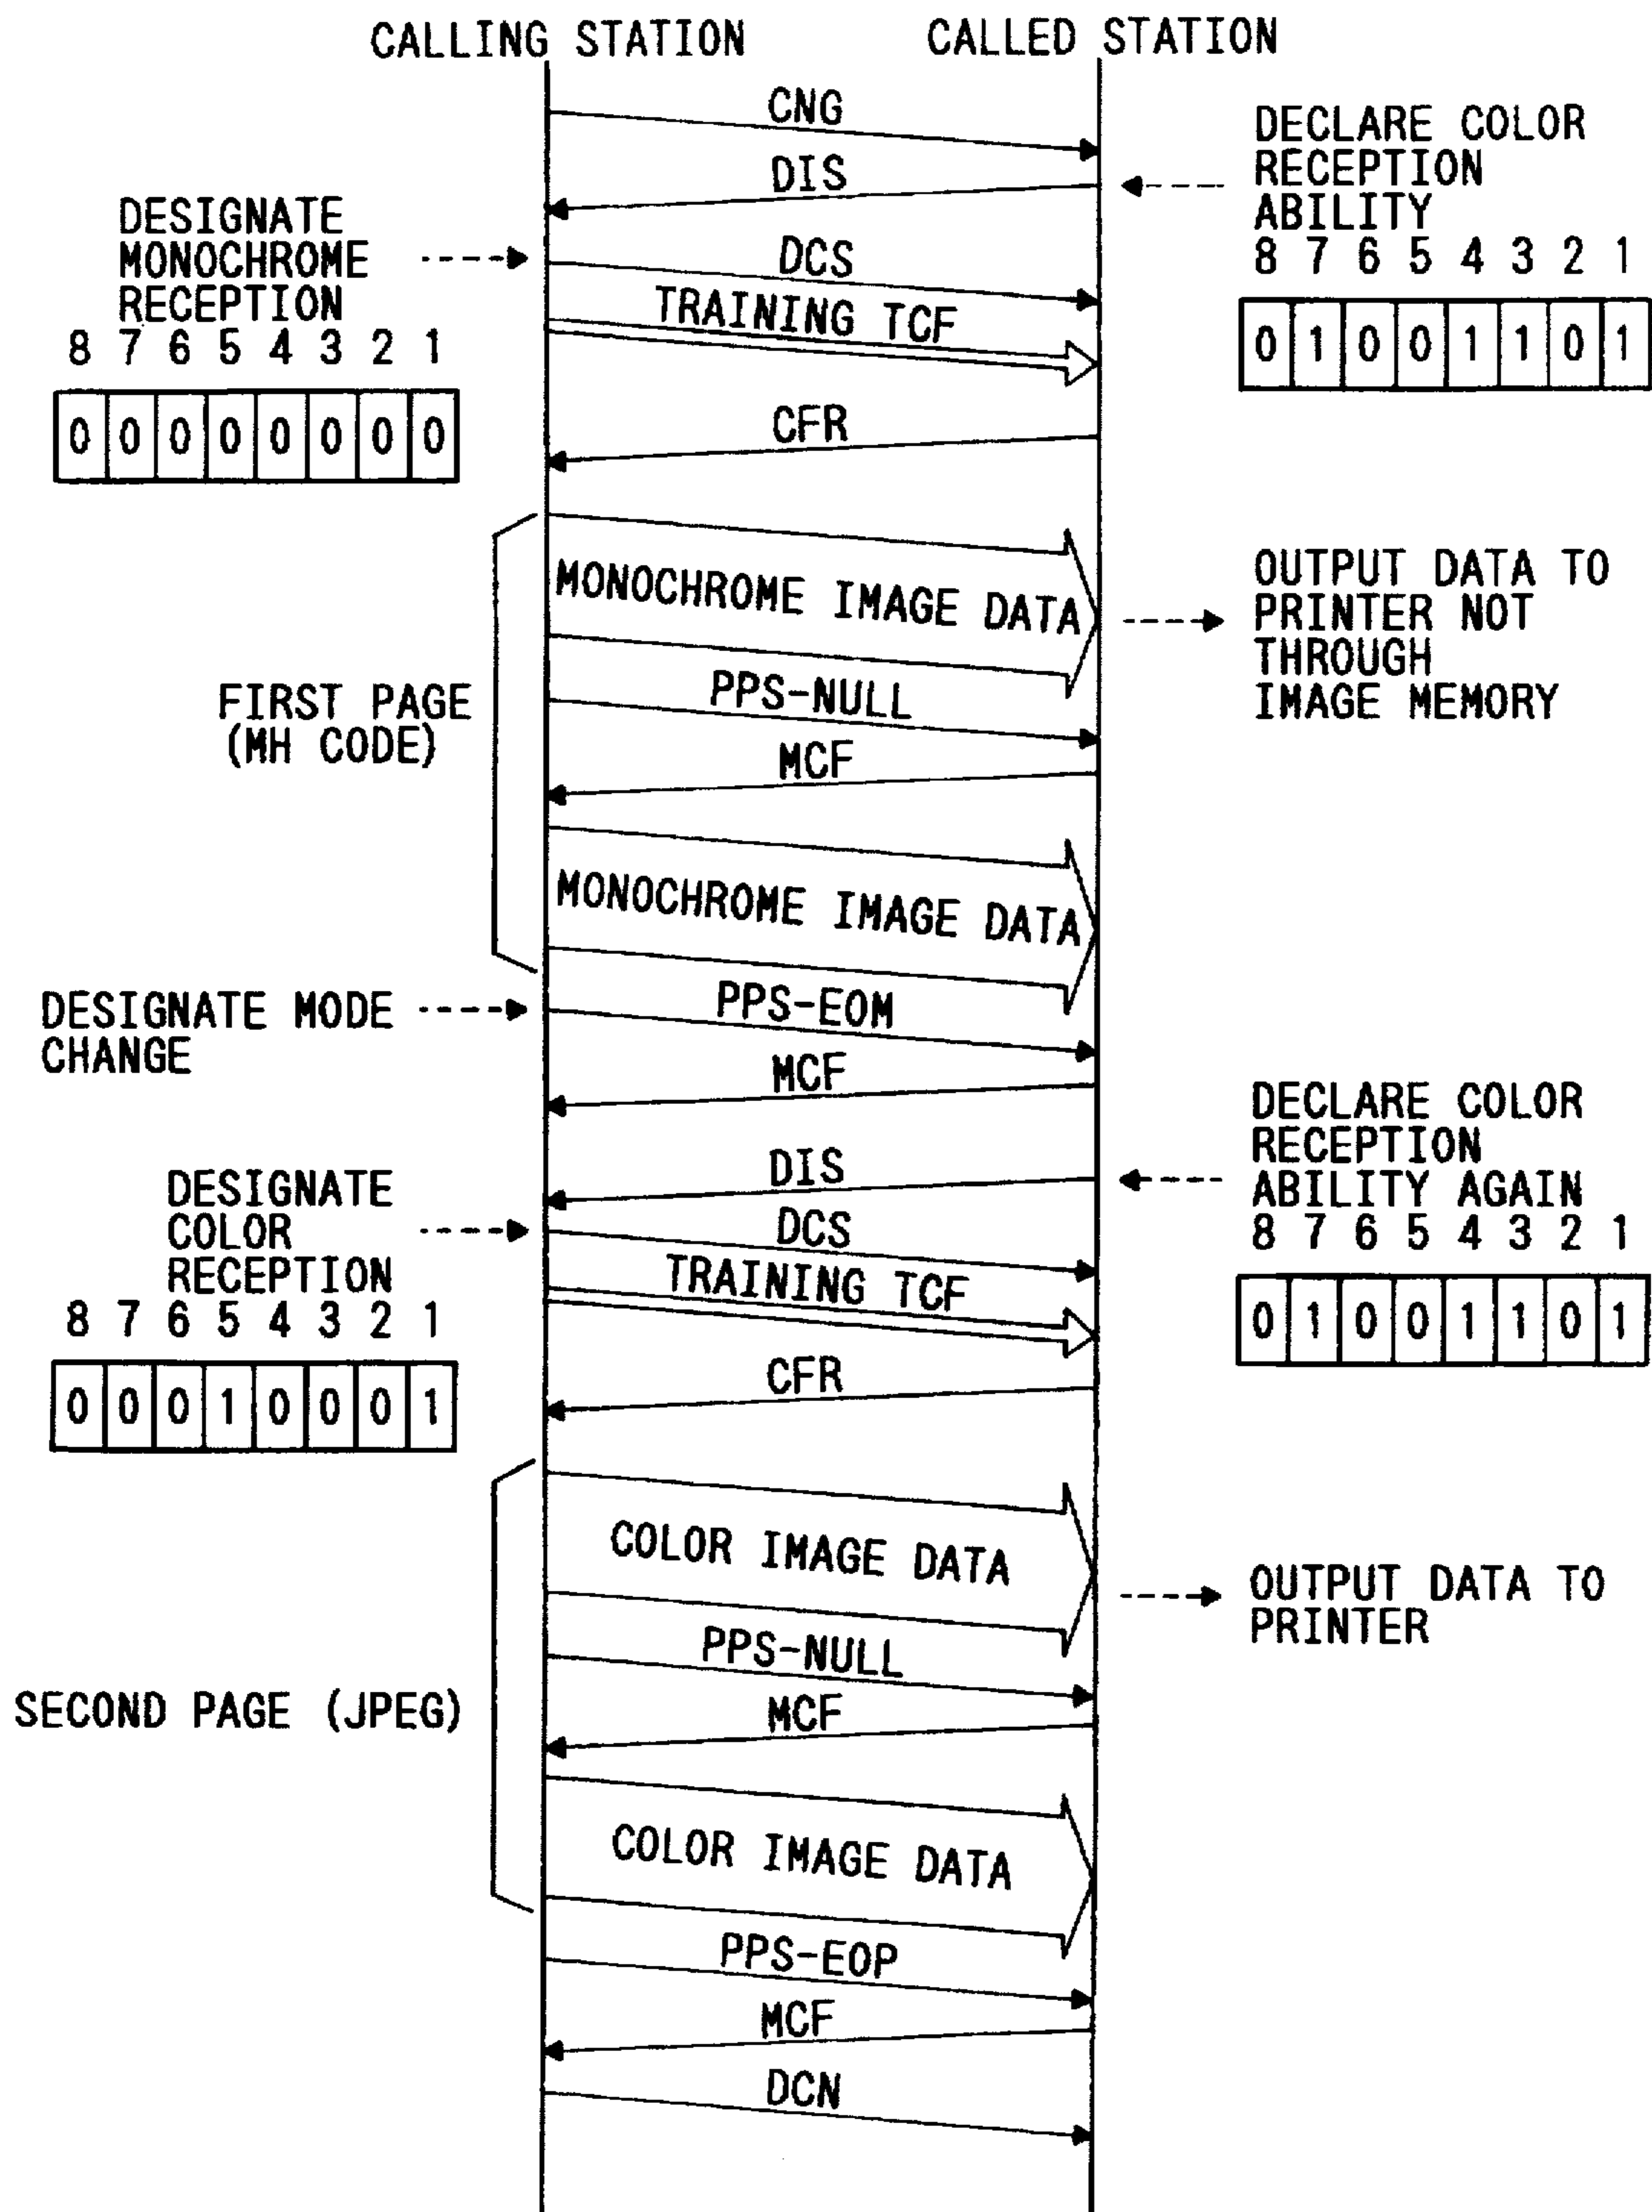 CALLING STATION CALLED STATION
CNG
DECLARE COLOR
RECEPTION
ABILITY
8 7 6 5 4 3 2 1
0 1 0 0 1 1 0 1
DIS
DESIGNATE
MONOCHROME
RECEPTION
8 7 6 5 4 3 2 1
0 0 0 0 0 0 0 0
DCS
TRAINING TCF
CFR
FIRST PAGE
(MH CODE)
MONOCHROME IMAGE DATA
OUTPUT DATA TO
PRINTER NOT
THROUGH
IMAGE MEMORY
PPS-NULL
MCF
MONOCHROME IMAGE DATA
DESIGNATE MODE
CHANGE
PPS-EOM
MCF
DECLARE COLOR
RECEPTION
ABILITY AGAIN
8 7 6 5 4 3 2 1
0 1 0 0 1 1 0 1
DIS
DESIGNATE
COLOR
RECEPTION
8 7 6 5 4 3 2 1
0 0 0 1 0 0 0 1
DCS
TRAINING TCF
CFR
SECOND PAGE (JPEG)
COLOR IMAGE DATA
OUTPUT DATA TO
PRINTER
PPS-NULL
MCF
COLOR IMAGE DATA
PPS-EOP
MCF
DCN